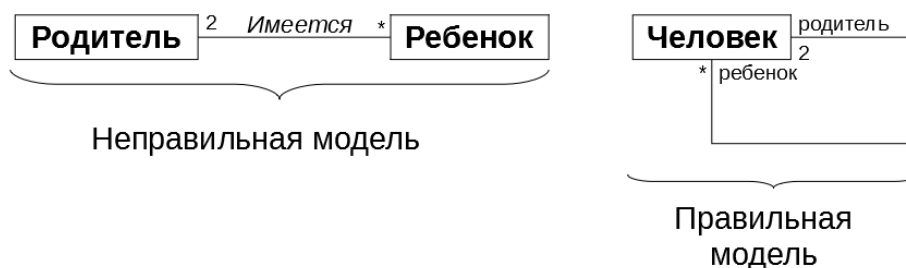 Родитель 2 Имеется * Ребенок
Неправильная модель
Человек родитель
2
* ребенок
Правильная
модель